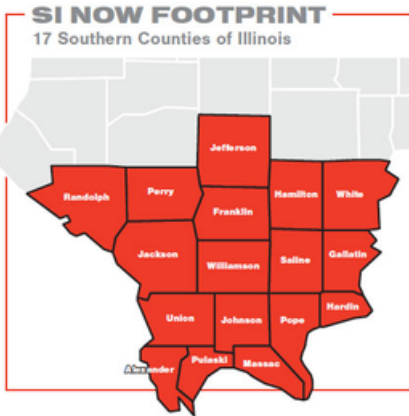 SI NOW FOOTPRINT
17 Southern Counties of Illinois
Jefferson
Randolph
Perry
Hamilton
White
Franklin
Jackson
Williamson
Saline
Gallatin
Hardin
Union
Johnson
Pope
Alexander
Pulaski
Massac